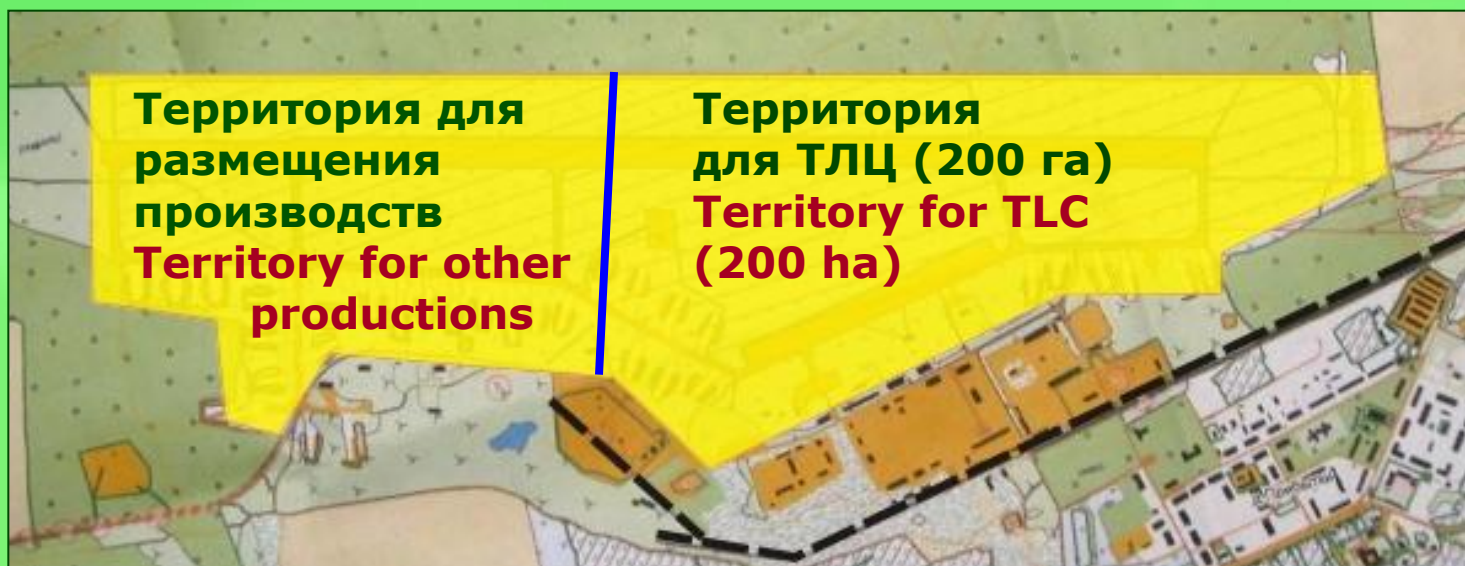 Территория для
размещения
производств
Territory for other
productions
Территория
для ТЛЦ (200 га)
Territory for TLC
(200 ha)